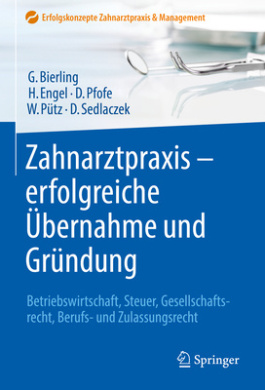 Erfolgskonzepte Zahnarztpraxis & Management
G. Bierling
H. Engel · D. Pfofe
W. Pütz · D. Sedlaczek
Zahnarztpraxis –
erfolgreiche
Übernahme und
Gründung
Betriebswirtschaft, Steuer, Gesellschafts-
recht, Berufs- und Zulassungsrecht
Springer